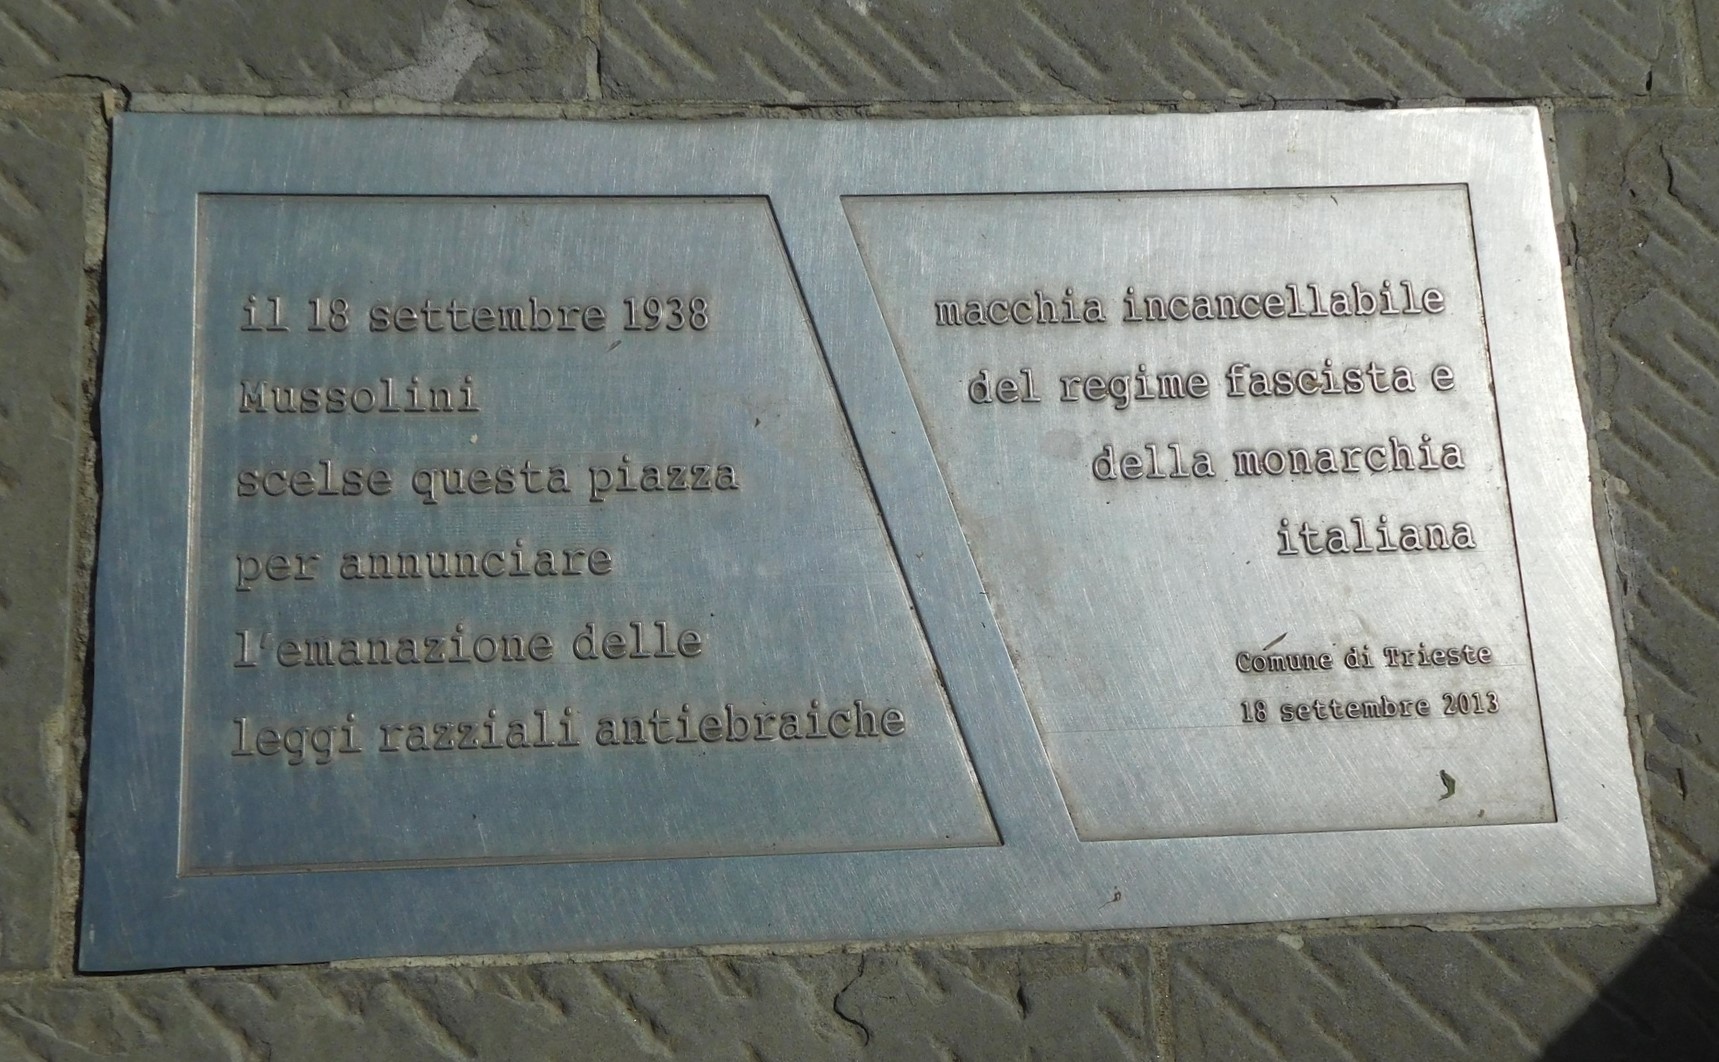 il 18 settembre 1938
Mussolini
scelse questa piazza
per annunciare
l'emanazione delle
leggi razziali antiebraiche
macchia incancellabile
del regime fascista e
della monarchia
italiana
Comune di Trieste
18 settembre 2013